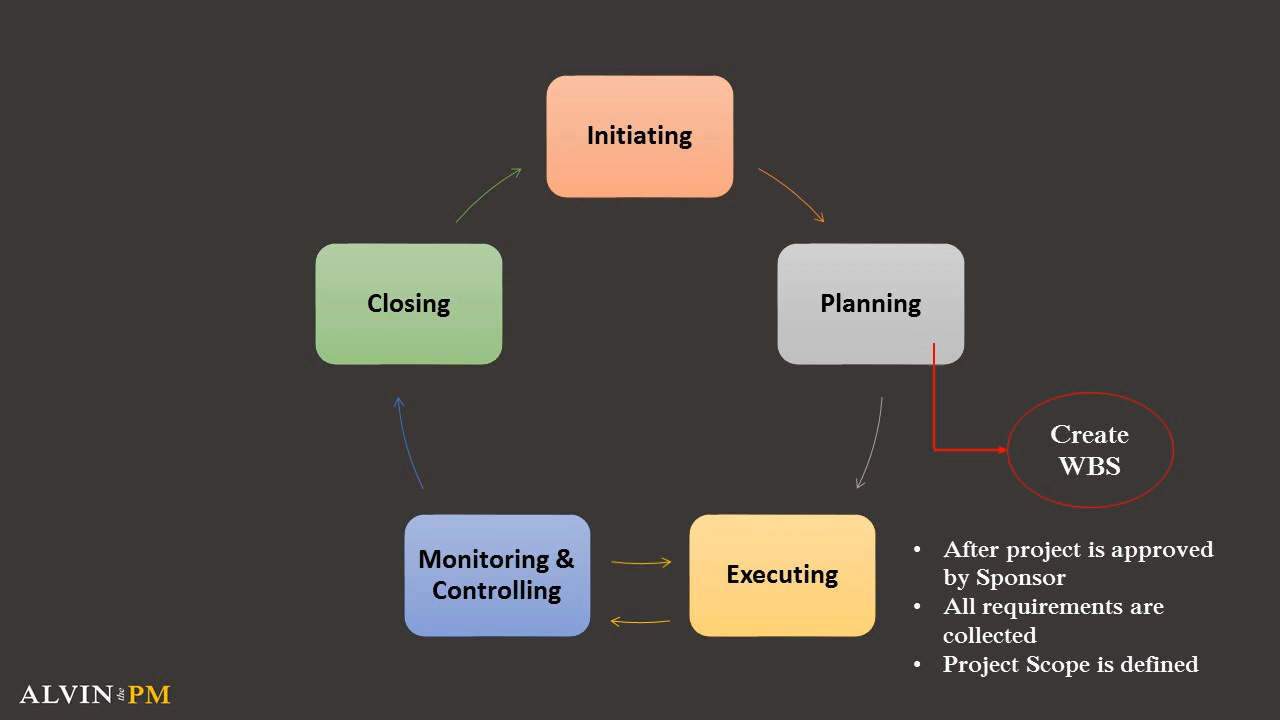 Initiating
Closing
Planning
Create
WBS
Monitoring &
Controlling
Executing
• After project is approved
by Sponsor
• All requirements are
collected
• Project Scope is defined
ALVIN the PM